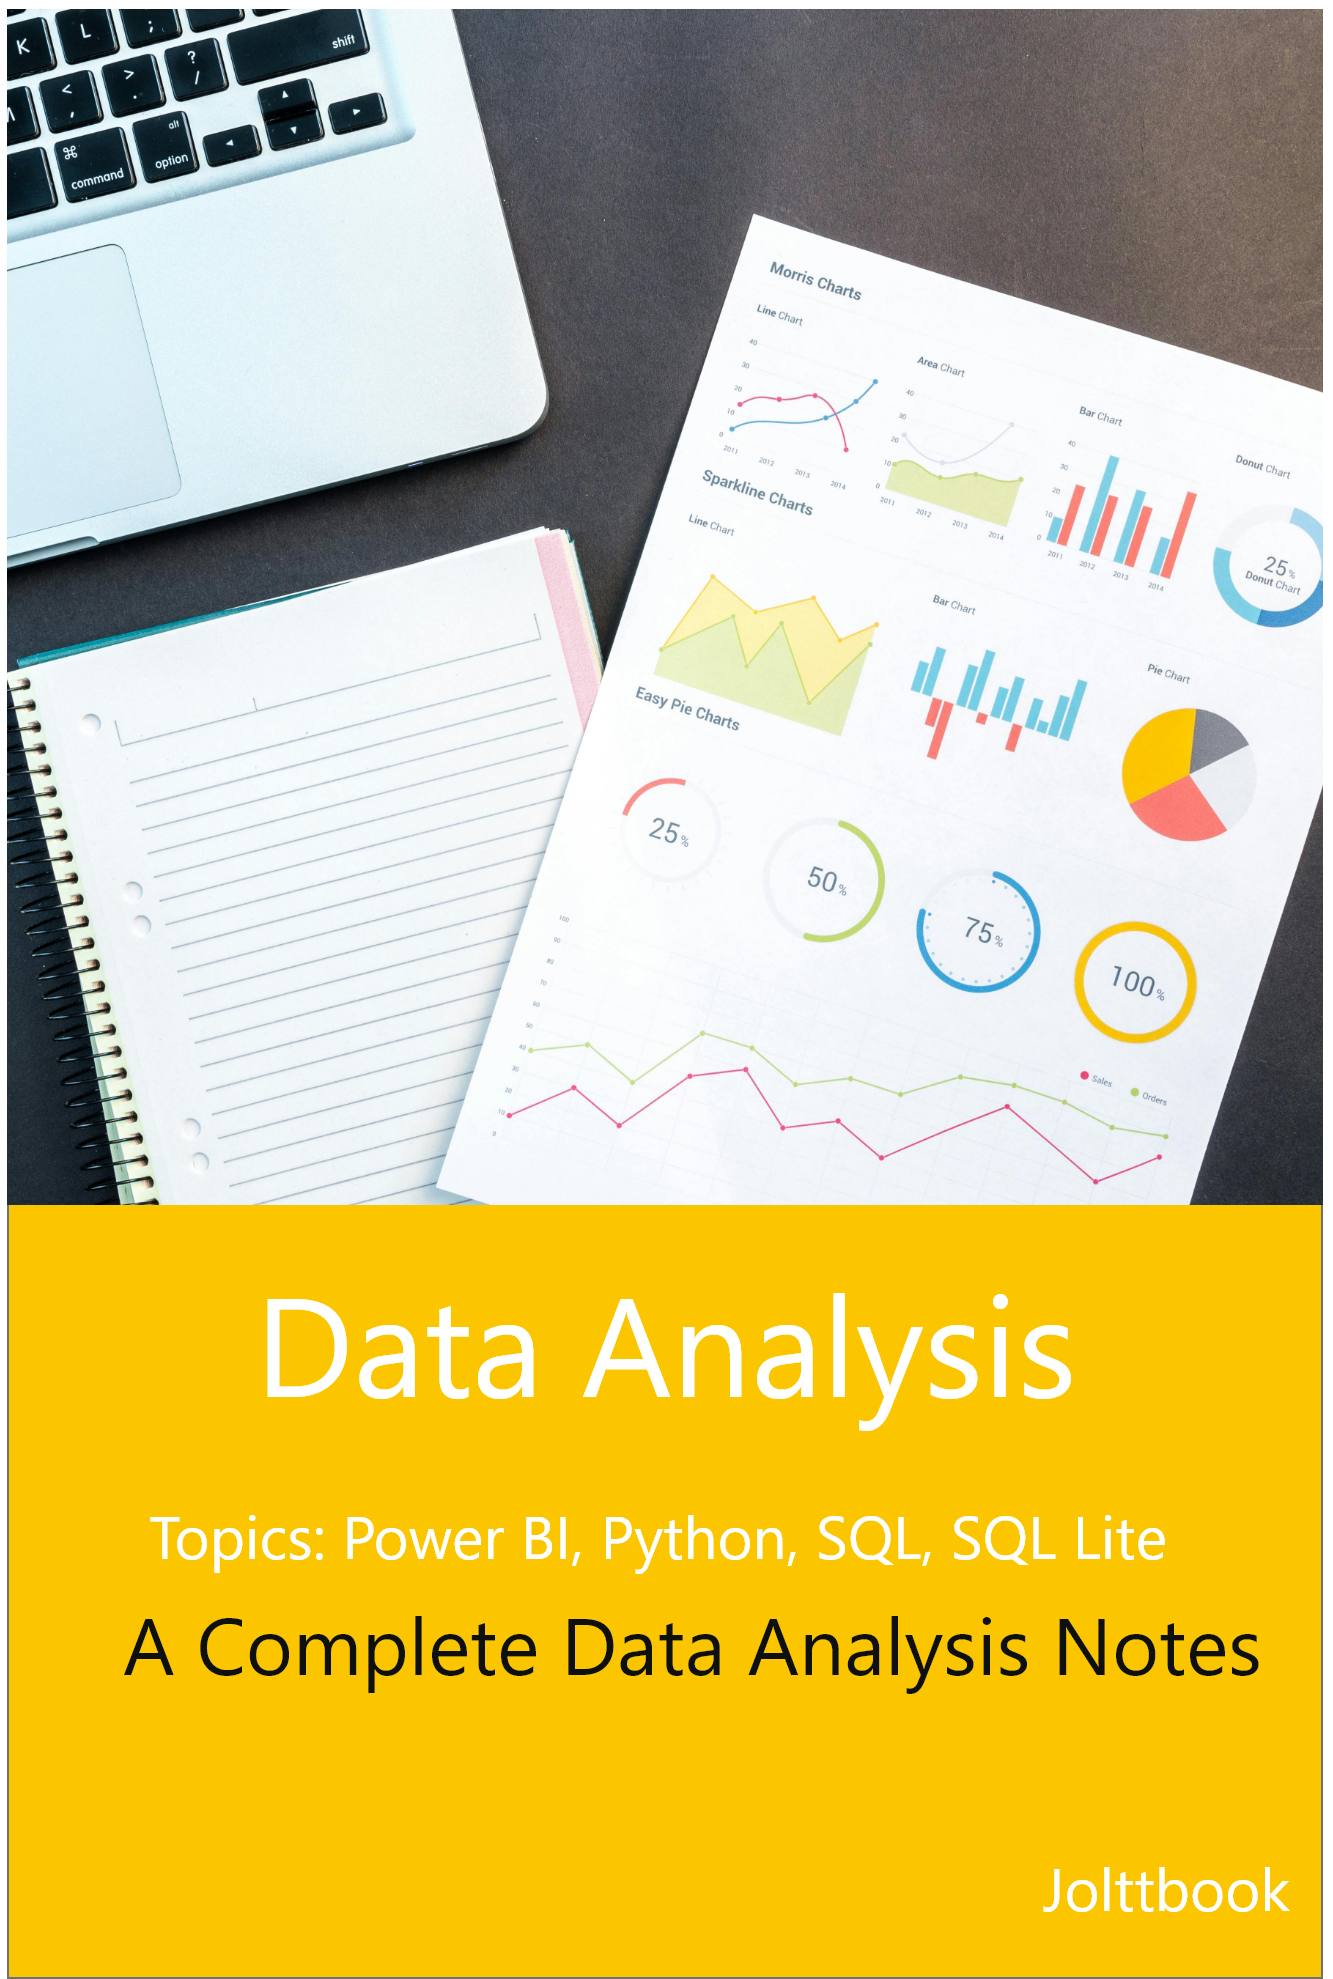 K
L
:
;
shift
<
,
>
.
?
/
⌘
command
alt
option
Morris Charts
Line Chart
40
30
20
10
0
2011
2012
2013
2014
Area Chart
40
30
20
10
0
2011
2012
2013
2014
Bar Chart
40
30
20
10
0
2011
2012
2013
2014
Donut Chart
25%
Donut Chart
Sparkline Charts
Line Chart
Bar Chart
Pie Chart
Easy Pie Charts
25%
50%
75%
100%
100
90
80
70
60
50
40
30
20
10
0
Sales
Orders
Data Analysis
Topics: Power BI, Python, SQL, SQL Lite
A Complete Data Analysis Notes
Jolttbook